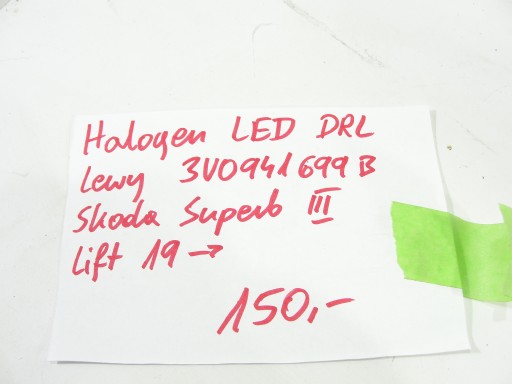 Halogen LED DRL
Lewy 3V0941699B
Skoda Superb III
Lift 19→
150,-